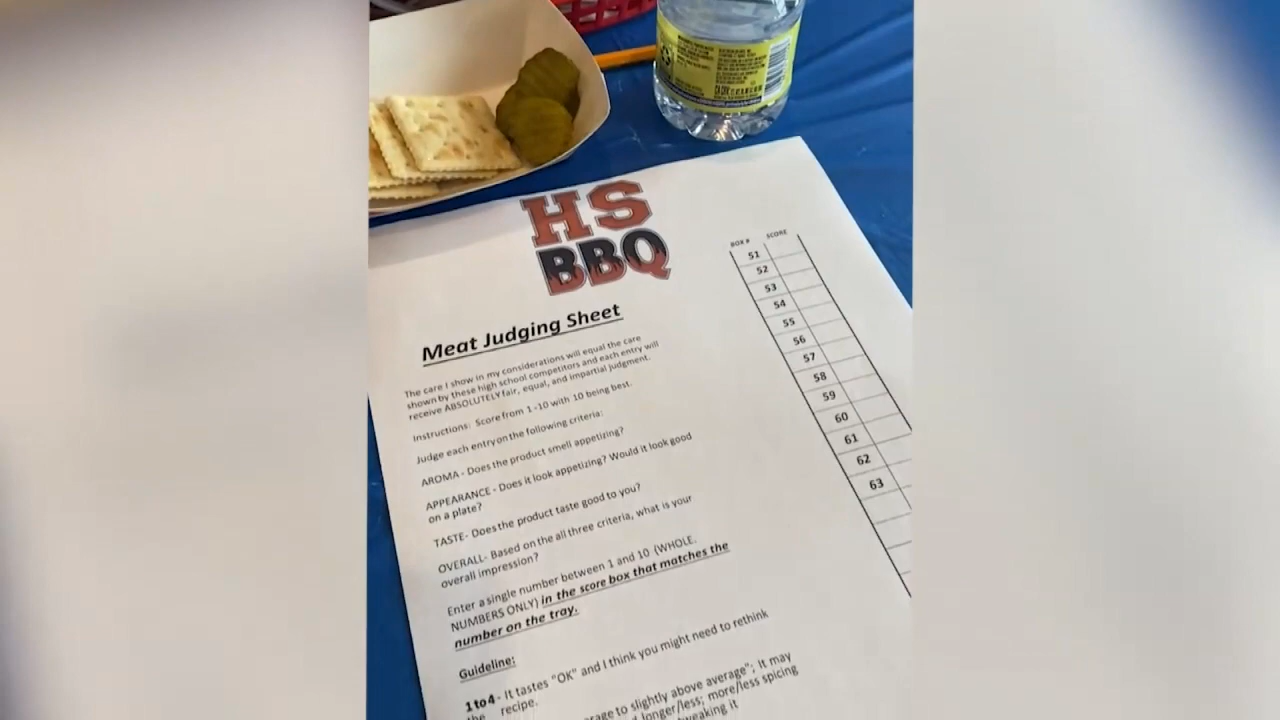 HS
BBQ
Meat Judging Sheet
The care I show in my considerations will equal the care
shown by these high school competitors and each entry will
receive ABSOLUTELY fair, equal, and impartial judgment.
Instructions: Score from 1 -10 with 10 being best.
Judge each entry on the following criteria:
AROMA - Does the product smell appetizing?
APPEARANCE - Does it look appetizing? Would it look good
on a plate?
TASTE- Does the product taste good to you?
OVERALL- Based on the all three criteria, what is your
overall impression?
Enter a single number between 1 and 10 (WHOLE
NUMBERS ONLY) in the score box that matches the
number on the tray.
Guideline:
1 to 4 - It tastes "OK" and I think you might need to rethink
the recipe.
to slightly above average"; It may
longer/less; more/less spicing
tweaking it
BOX # SCORE
51
52
53
54
55
56
57
58
59
60
61
62
63